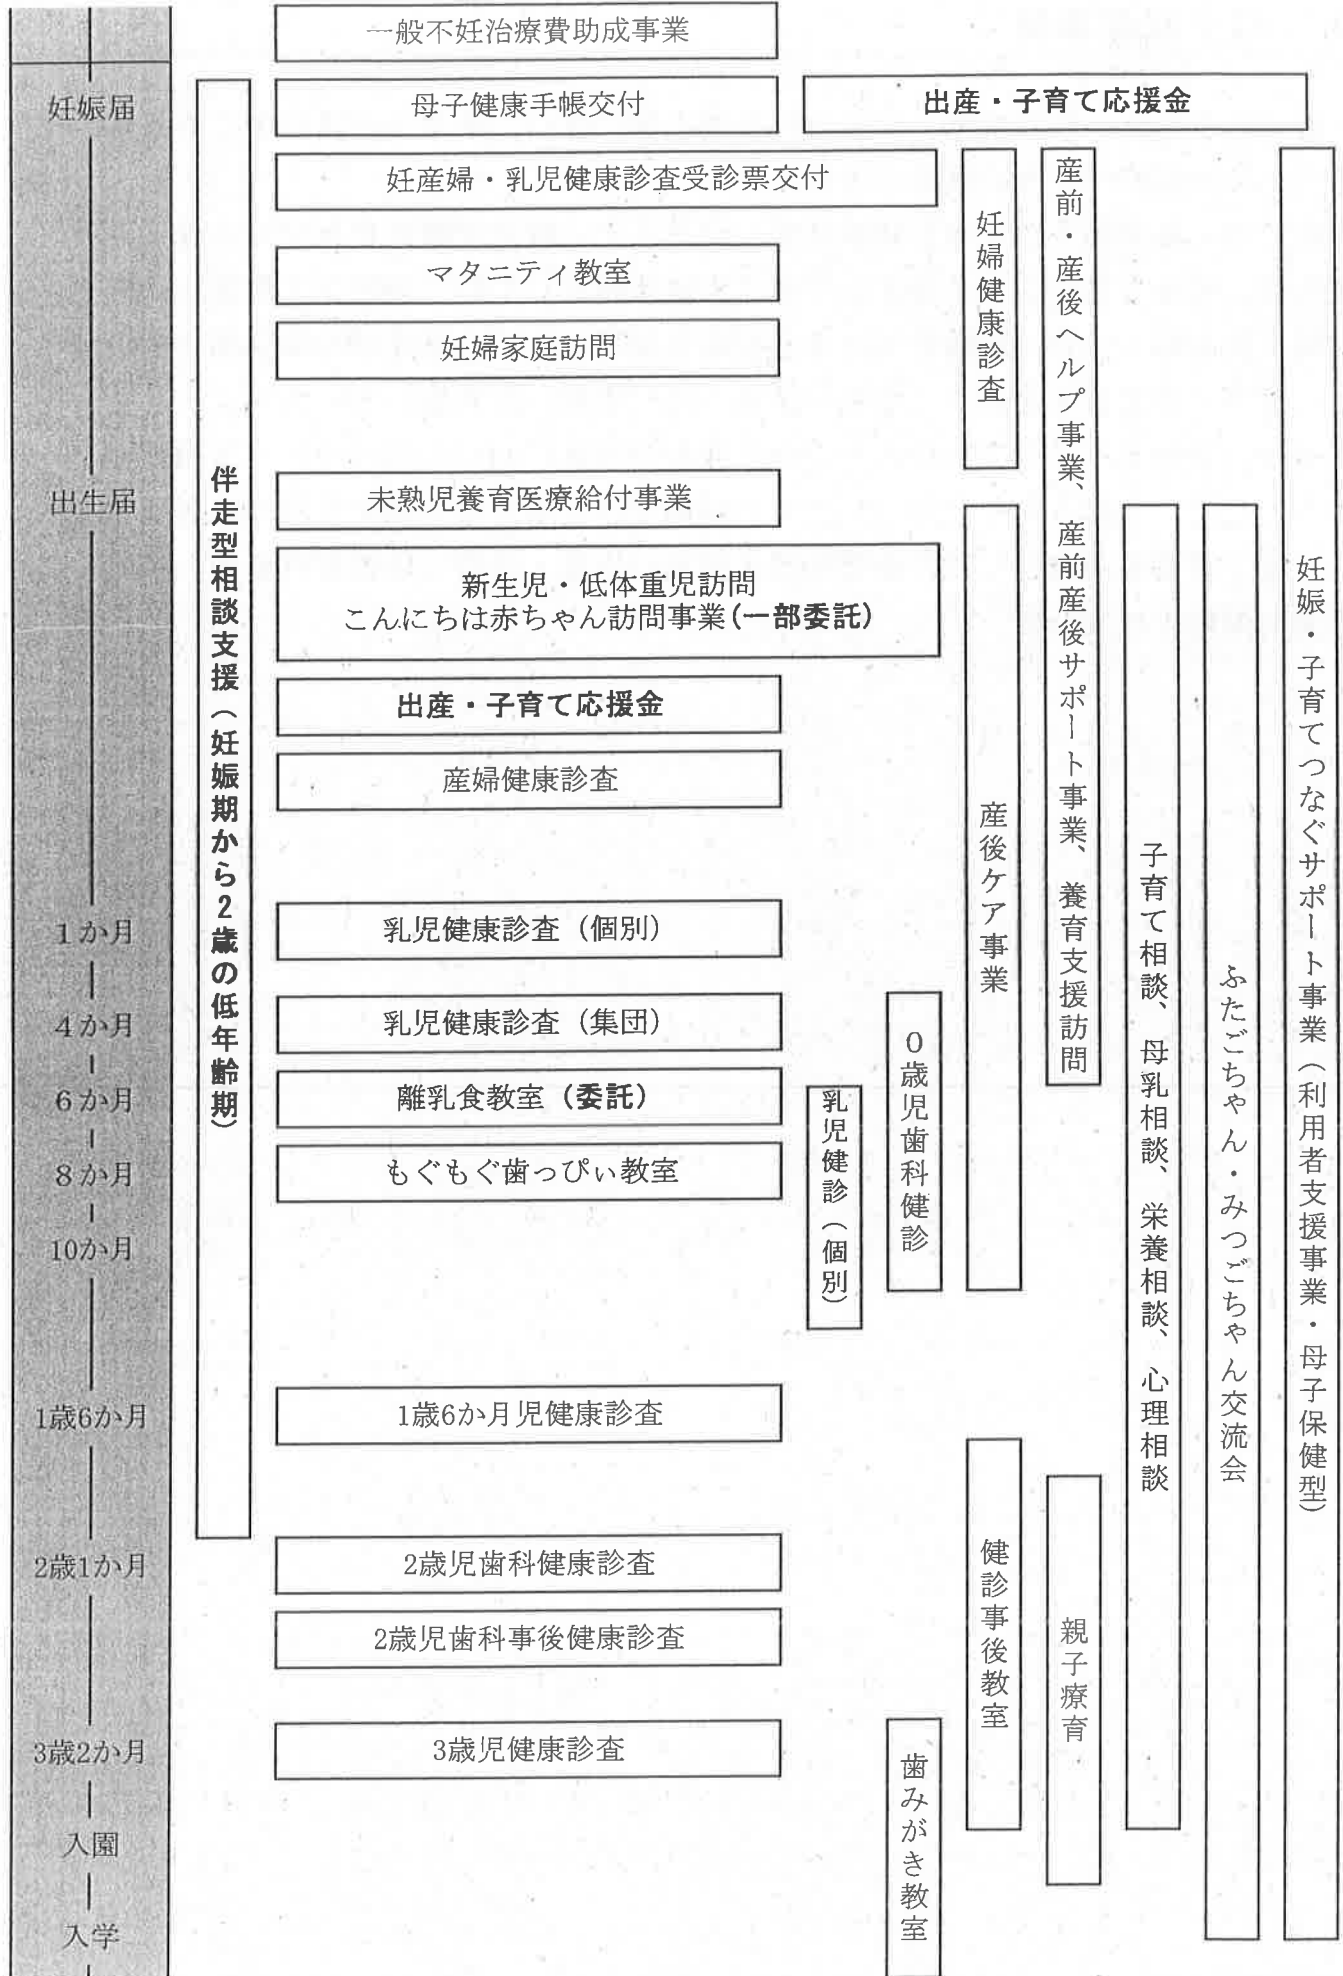 一般不妊治療費助成事業
妊娠届
母子健康手帳交付
出産・子育て応援金
妊産婦・乳児健康診査受診票交付
マタニティ教室
妊婦家庭訪問
妊婦健康診査
産前・産後ヘルプ事業、産前産後サポート事業、養育支援訪問
妊娠・子育てつなぐサポート事業（利用者支援事業・母子保健型）
伴走型相談支援（妊娠期から2歳の低年齢期）
出生届
未熟児養育医療給付事業
新生児・低体重児訪問
こんにちは赤ちゃん訪問事業(一部委託)
出産・子育て応援金
産婦健康診査
産後ケア事業
子育て相談、母乳相談、栄養相談、心理相談
ふたごちゃん・みつごちゃん交流会
1か月
乳児健康診査（個別）
4か月
乳児健康診査（集団）
0歳児歯科健診
6か月
離乳食教室（委託）
乳児健診（個別）
8か月
もぐもぐ歯っぴぃ教室
10か月
1歳6か月
1歳6か月児健康診査
健診事後教室
親子療育
2歳1か月
2歳児歯科健康診査
2歳児歯科事後健康診査
3歳2か月
3歳児健康診査
歯みがき教室
入園
入学